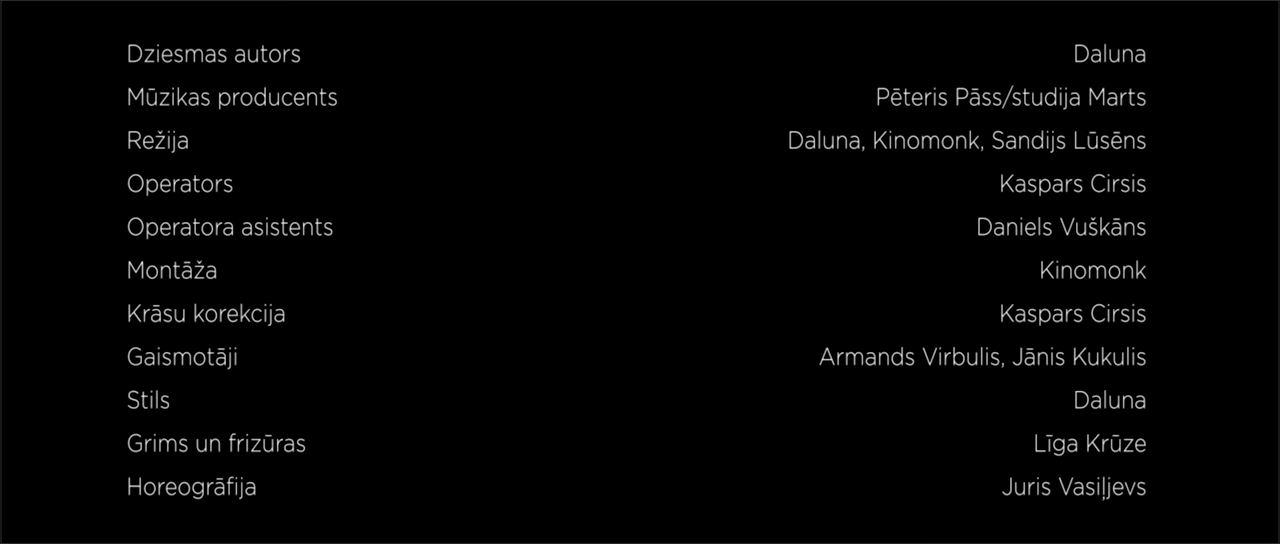 Dziesmas autors Daluna
Mūzikas producents Pēteris Pāss/studija Marts
Režija Daluna, Kinomonk, Sandijs Lūsēns
Operators Kaspars Cirsis
Operatora asistents Daniels Vuškāns
Montāža Kinomonk
Krāsu korekcija Kaspars Cirsis
Gaismotāji Armands Virbulis, Jānis Kukulis
Stils Daluna
Grims un frizūras Līga Krūze
Horeogrāfija Juris Vasiļjevs